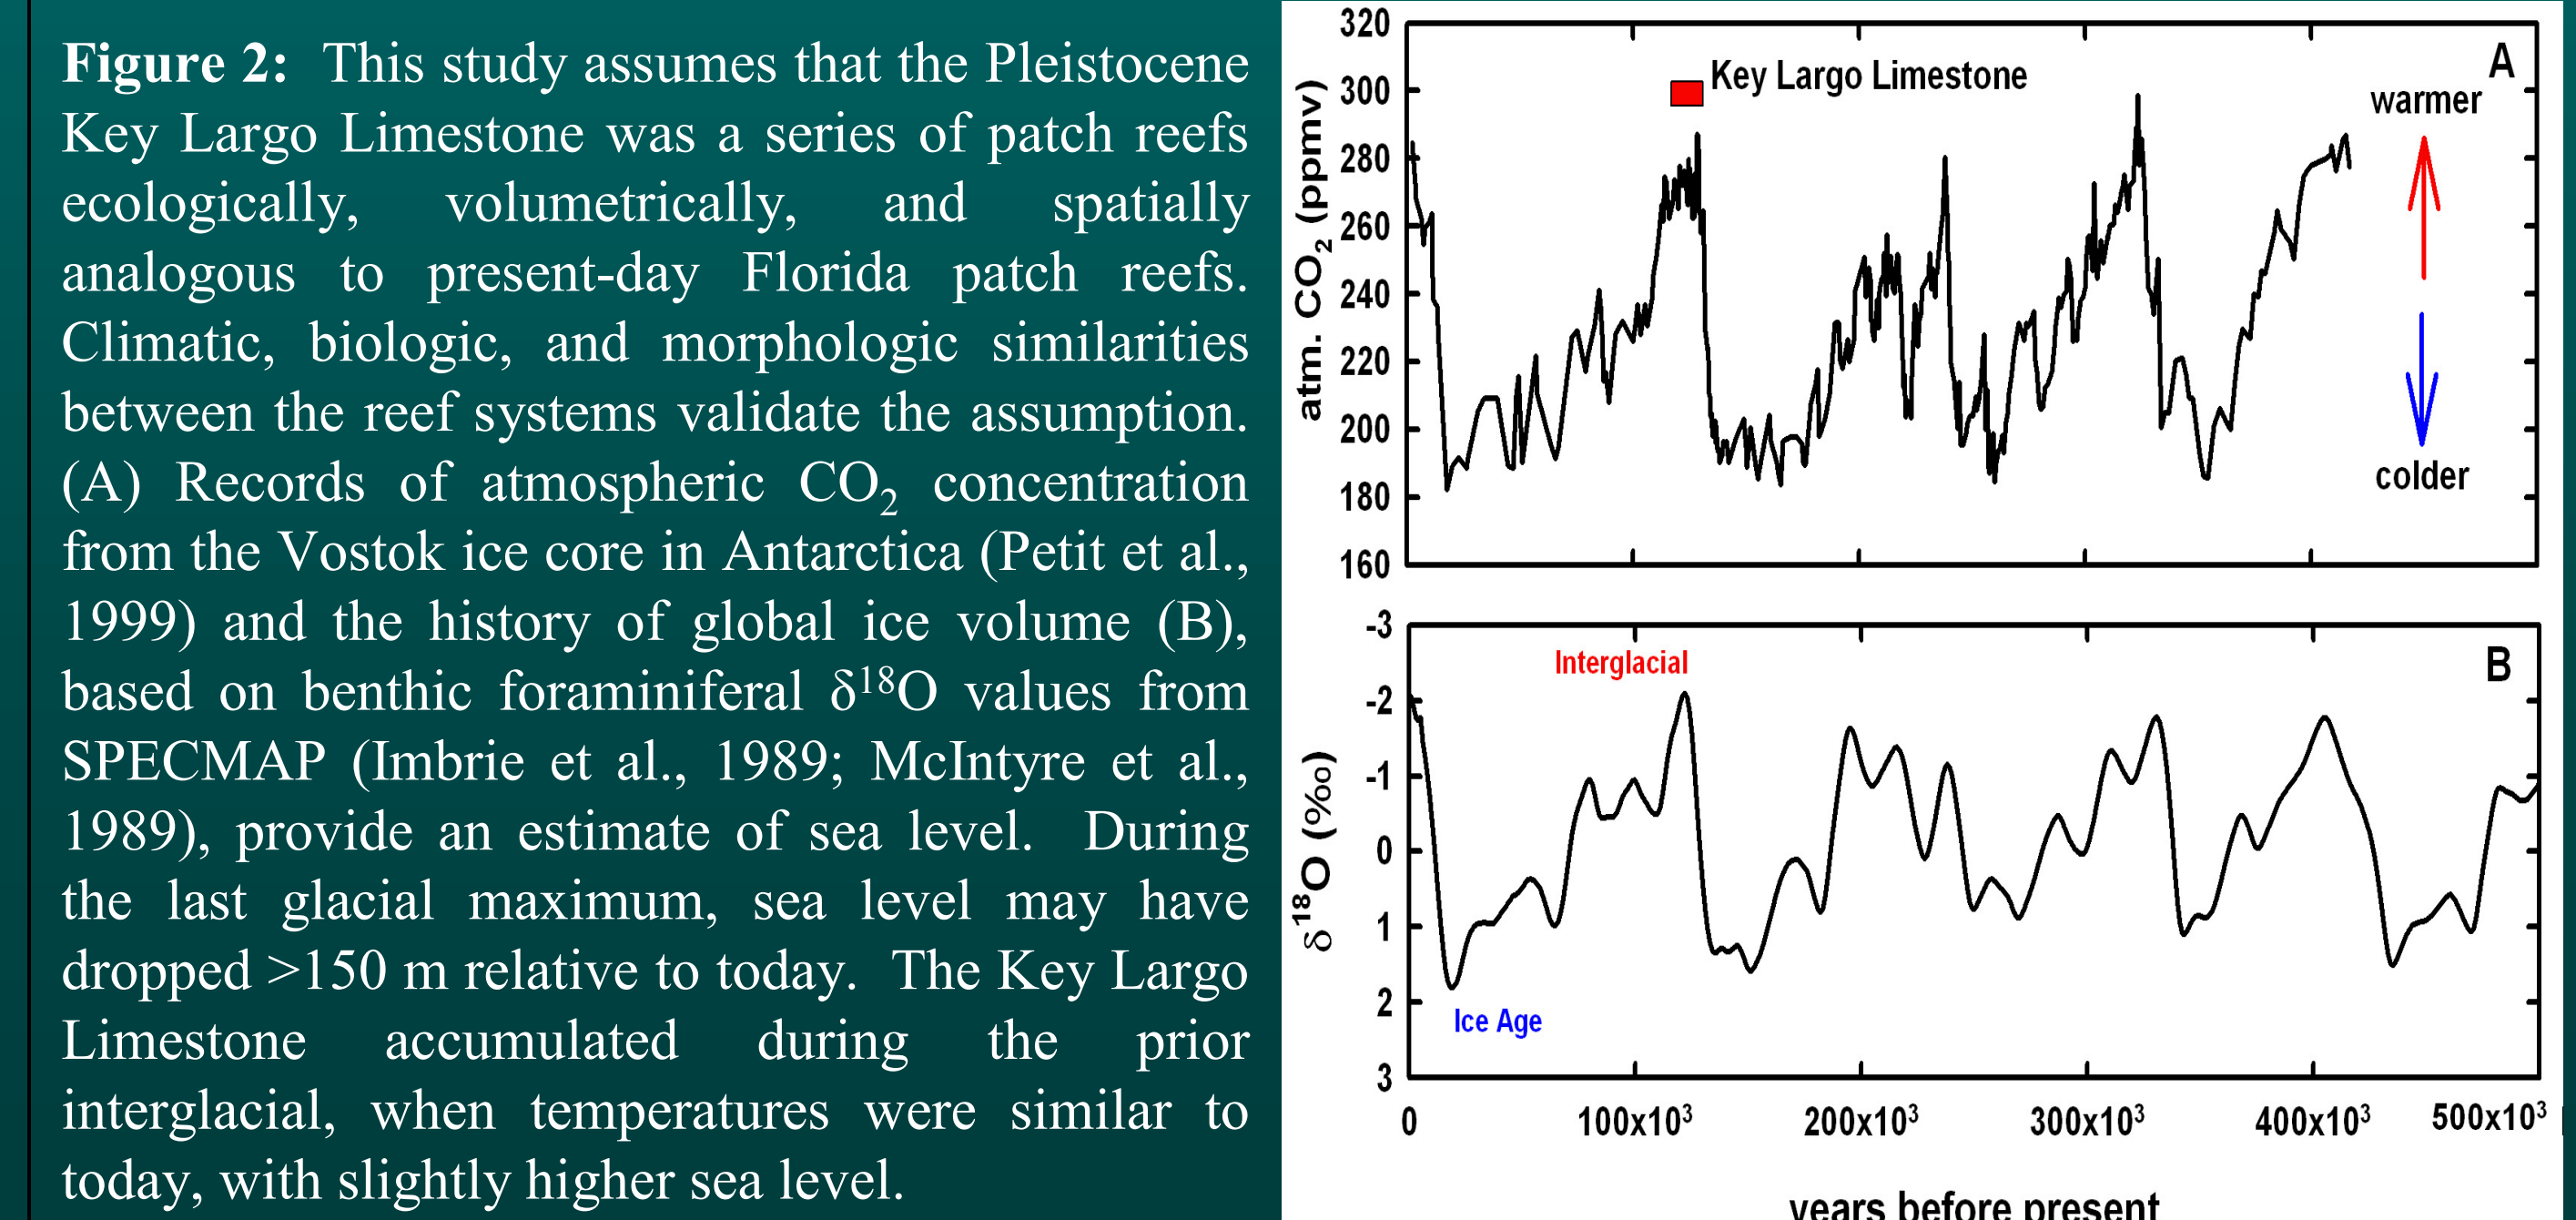 Figure 2: This study assumes that the Pleistocene
Key Largo Limestone was a series of patch reefs
ecologically, volumetrically, and spatially
analogous to present-day Florida patch reefs.
Climatic, biologic, and morphologic similarities
between the reef systems validate the assumption.
(A) Records of atmospheric CO₂ concentration
from the Vostok ice core in Antarctica (Petit et al.,
1999) and the history of global ice volume (B),
based on benthic foraminiferal δ¹⁸O values from
SPECMAP (Imbrie et al., 1989; McIntyre et al.,
1989), provide an estimate of sea level. During
the last glacial maximum, sea level may have
dropped >150 m relative to today. The Key Largo
Limestone accumulated during the prior
interglacial, when temperatures were similar to
today, with slightly higher sea level.
atm. CO₂ (ppmv)
320
300
280
260
240
220
200
180
160
Key Largo Limestone
A
warmer
colder
δ¹⁸O (‰)
-3
-2
-1
0
1
2
3
Interglacial
B
Ice Age
0
100x10³
200x10³
300x10³
400x10³
500x10³
years before present